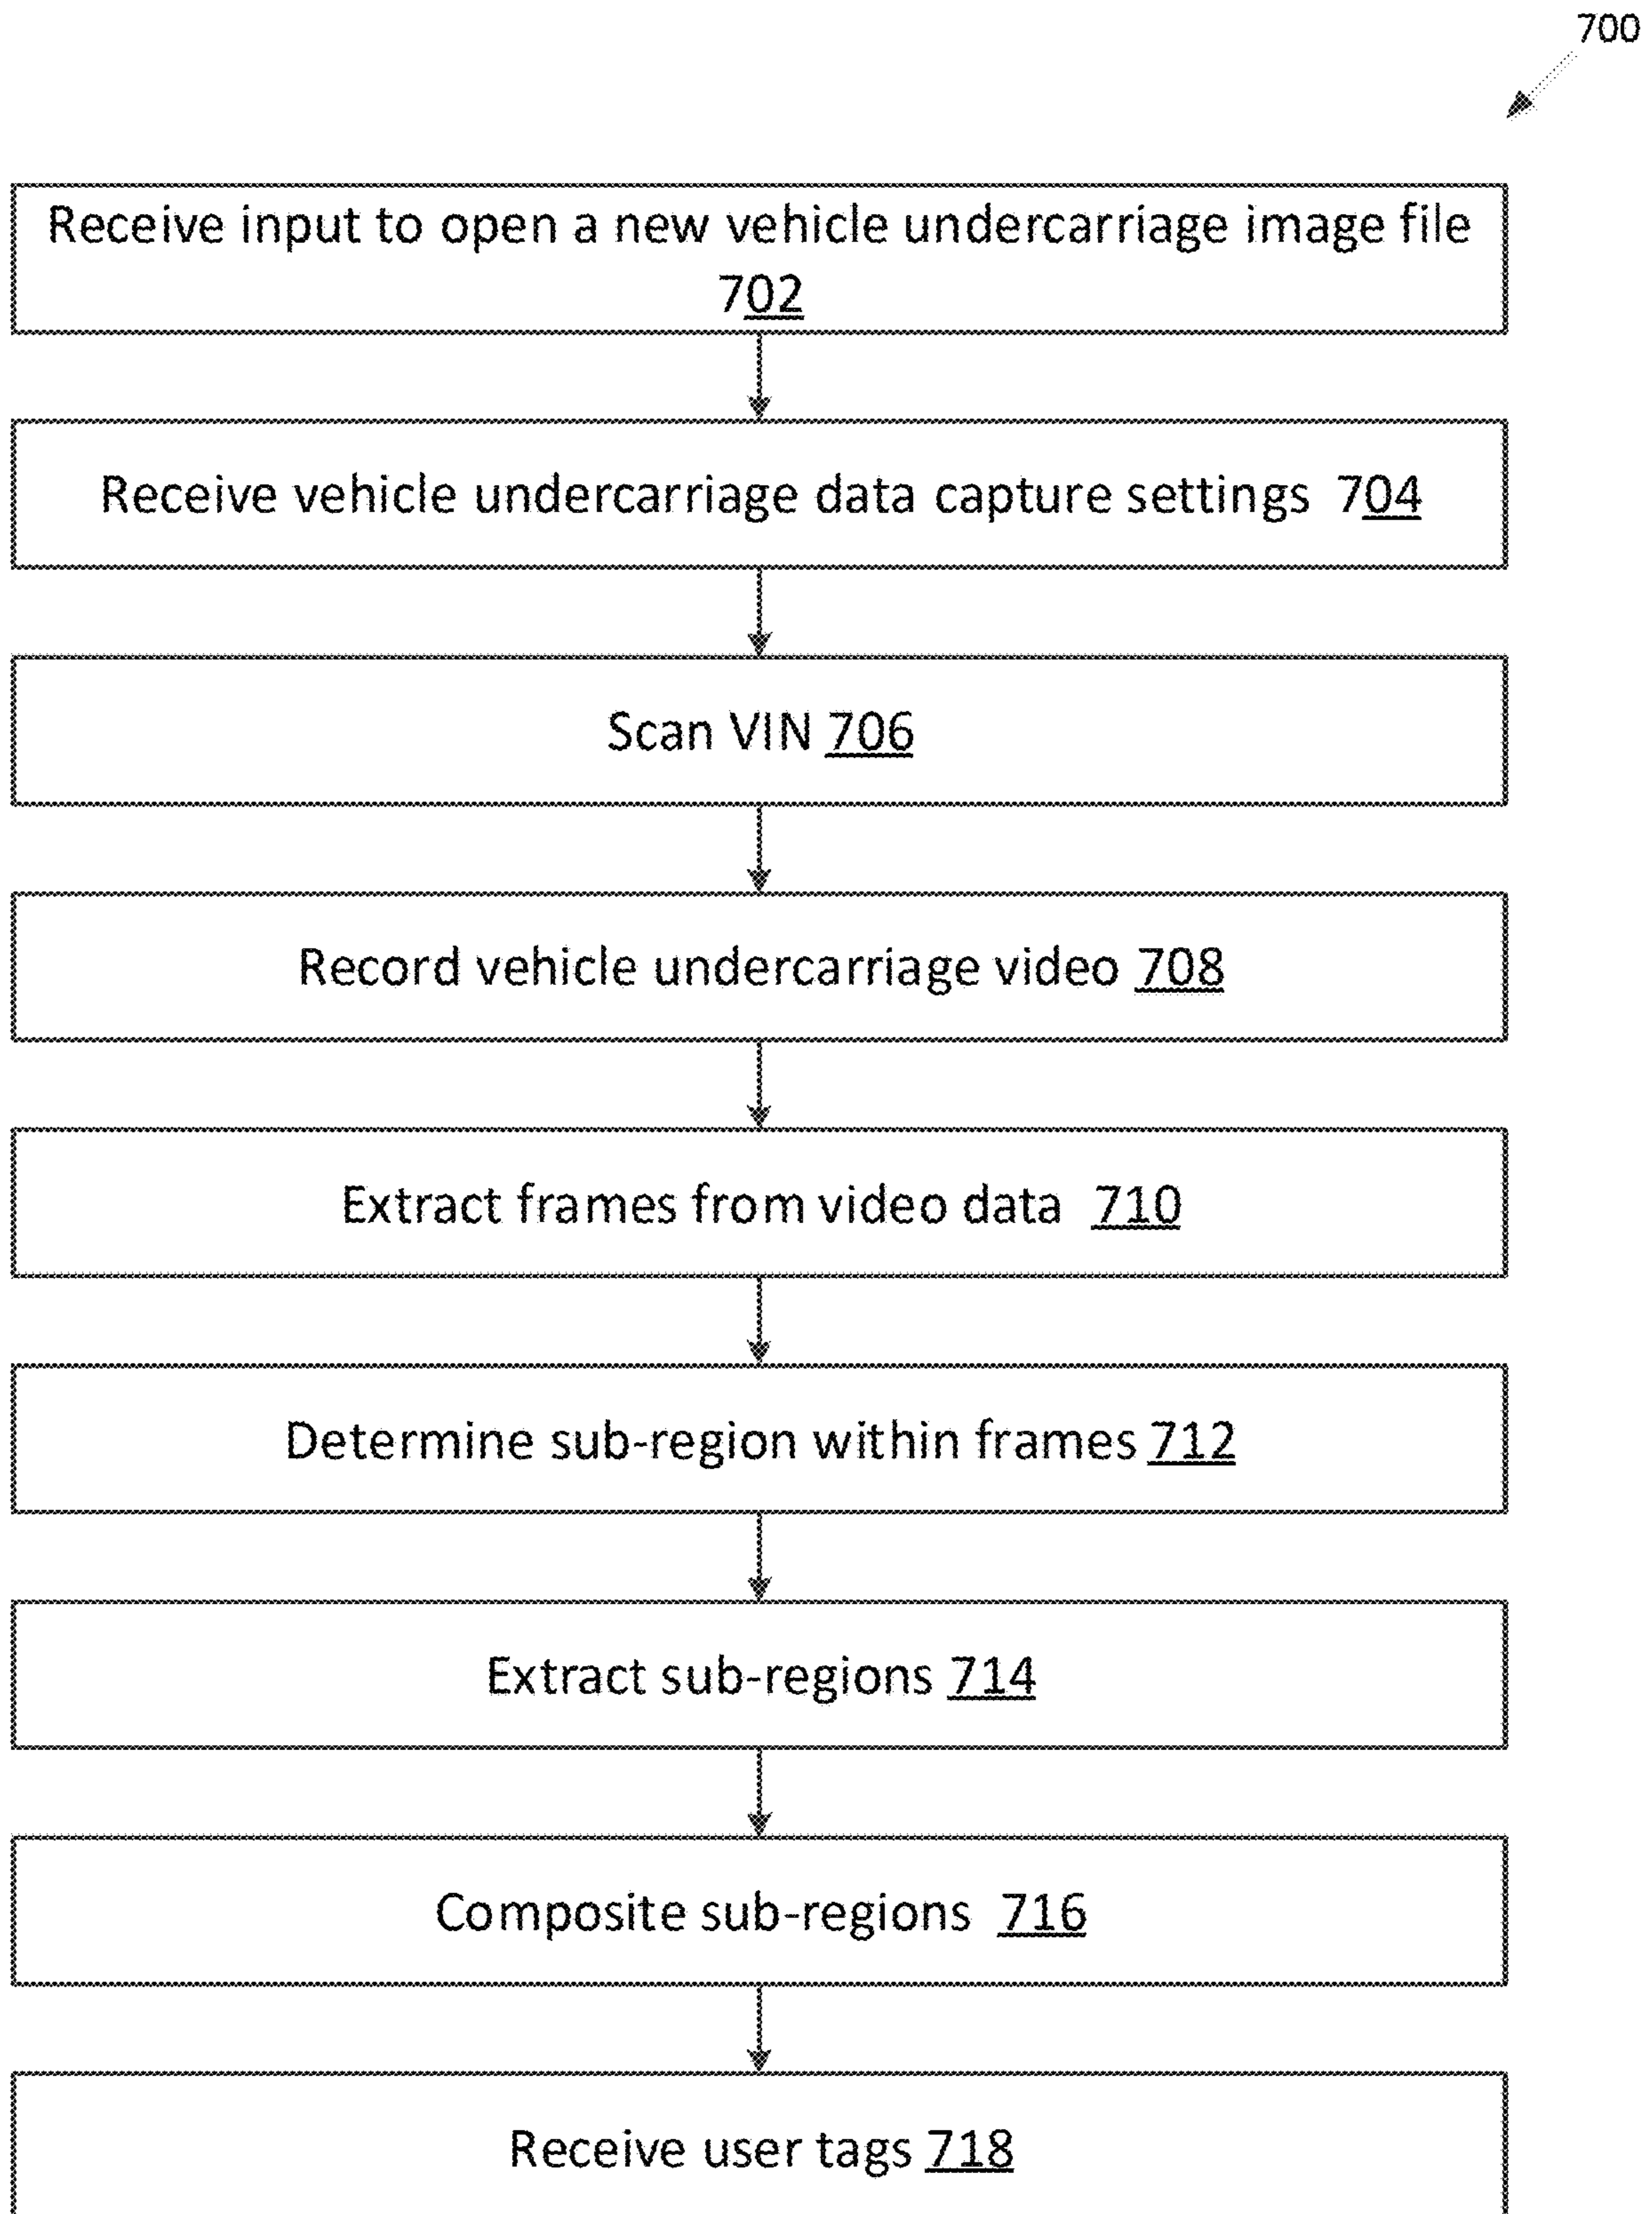 700
Receive input to open a new vehicle undercarriage image file
702
Receive vehicle undercarriage data capture settings 704
Scan VIN 706
Record vehicle undercarriage video 708
Extract frames from video data 710
Determine sub-region within frames 712
Extract sub-regions 714
Composite sub-regions 716
Receive user tags 718